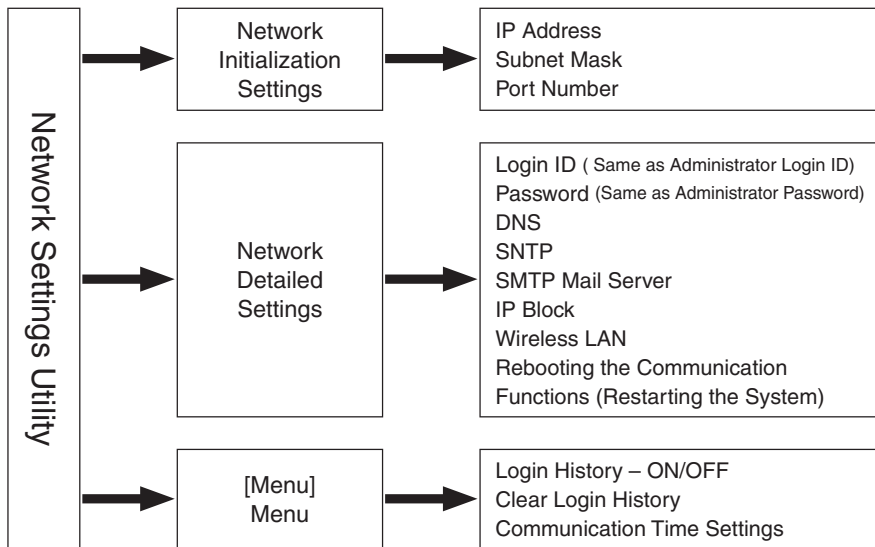 Network Settings Utility
Network
Initialization
Settings
IP Address
Subnet Mask
Port Number
Network
Detailed
Settings
Login ID ( Same as Administrator Login ID)
Password (Same as Administrator Password)
DNS
SNTP
SMTP Mail Server
IP Block
Wireless LAN
Rebooting the Communication
Functions (Restarting the System)
[Menu]
Menu
Login History – ON/OFF
Clear Login History
Communication Time Settings